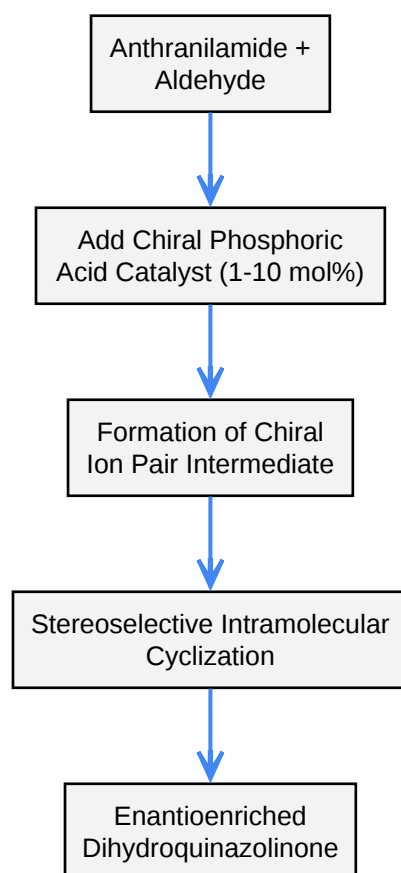 Anthranilamide +
Aldehyde
Add Chiral Phosphoric
Acid Catalyst (1-10 mol%)
Formation of Chiral
Ion Pair Intermediate
Stereoselective Intramolecular
Cyclization
Enantioenriched
Dihydroquinazolinone